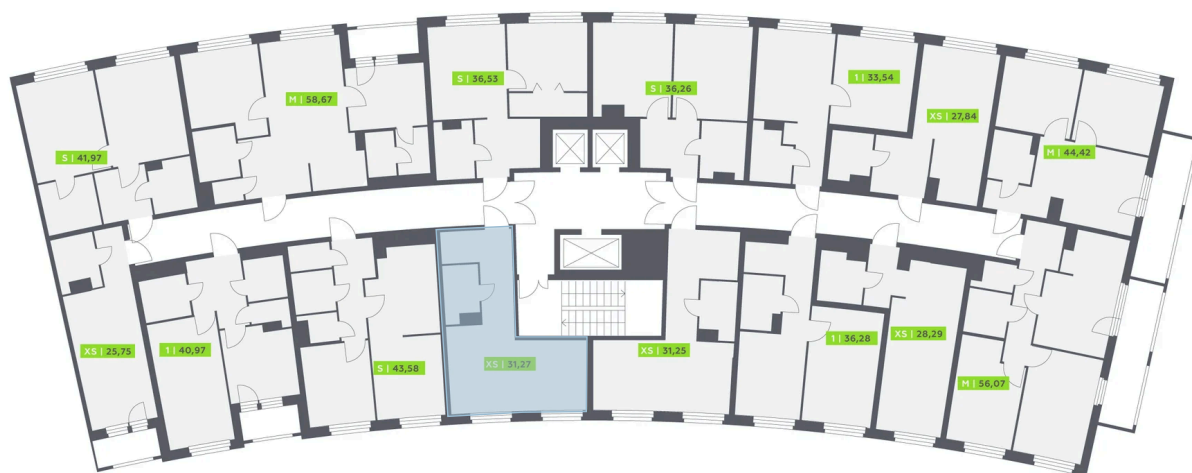 S | 41,97
M | 58,67
S | 36,53
S | 36,26
1 | 33,54
XS | 27,84
M | 44,42
XS | 25,75
1 | 40,97
S | 43,58
XS | 31,27
XS | 31,25
1 | 36,28
XS | 28,29
M | 56,07